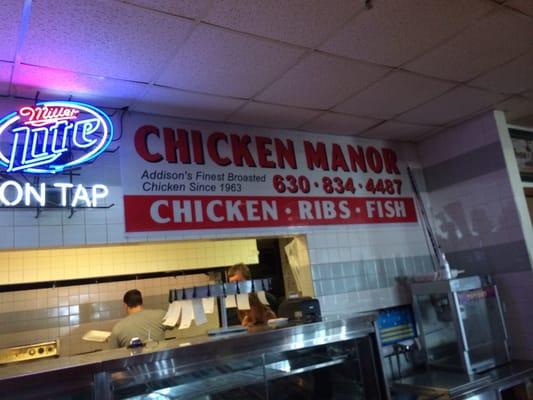 Miller
Lite
ON TAP
CHICKEN MANOR
Addison's Finest Broasted
Chicken Since 1963
630·834·4487
CHICKEN·RIBS·FISH